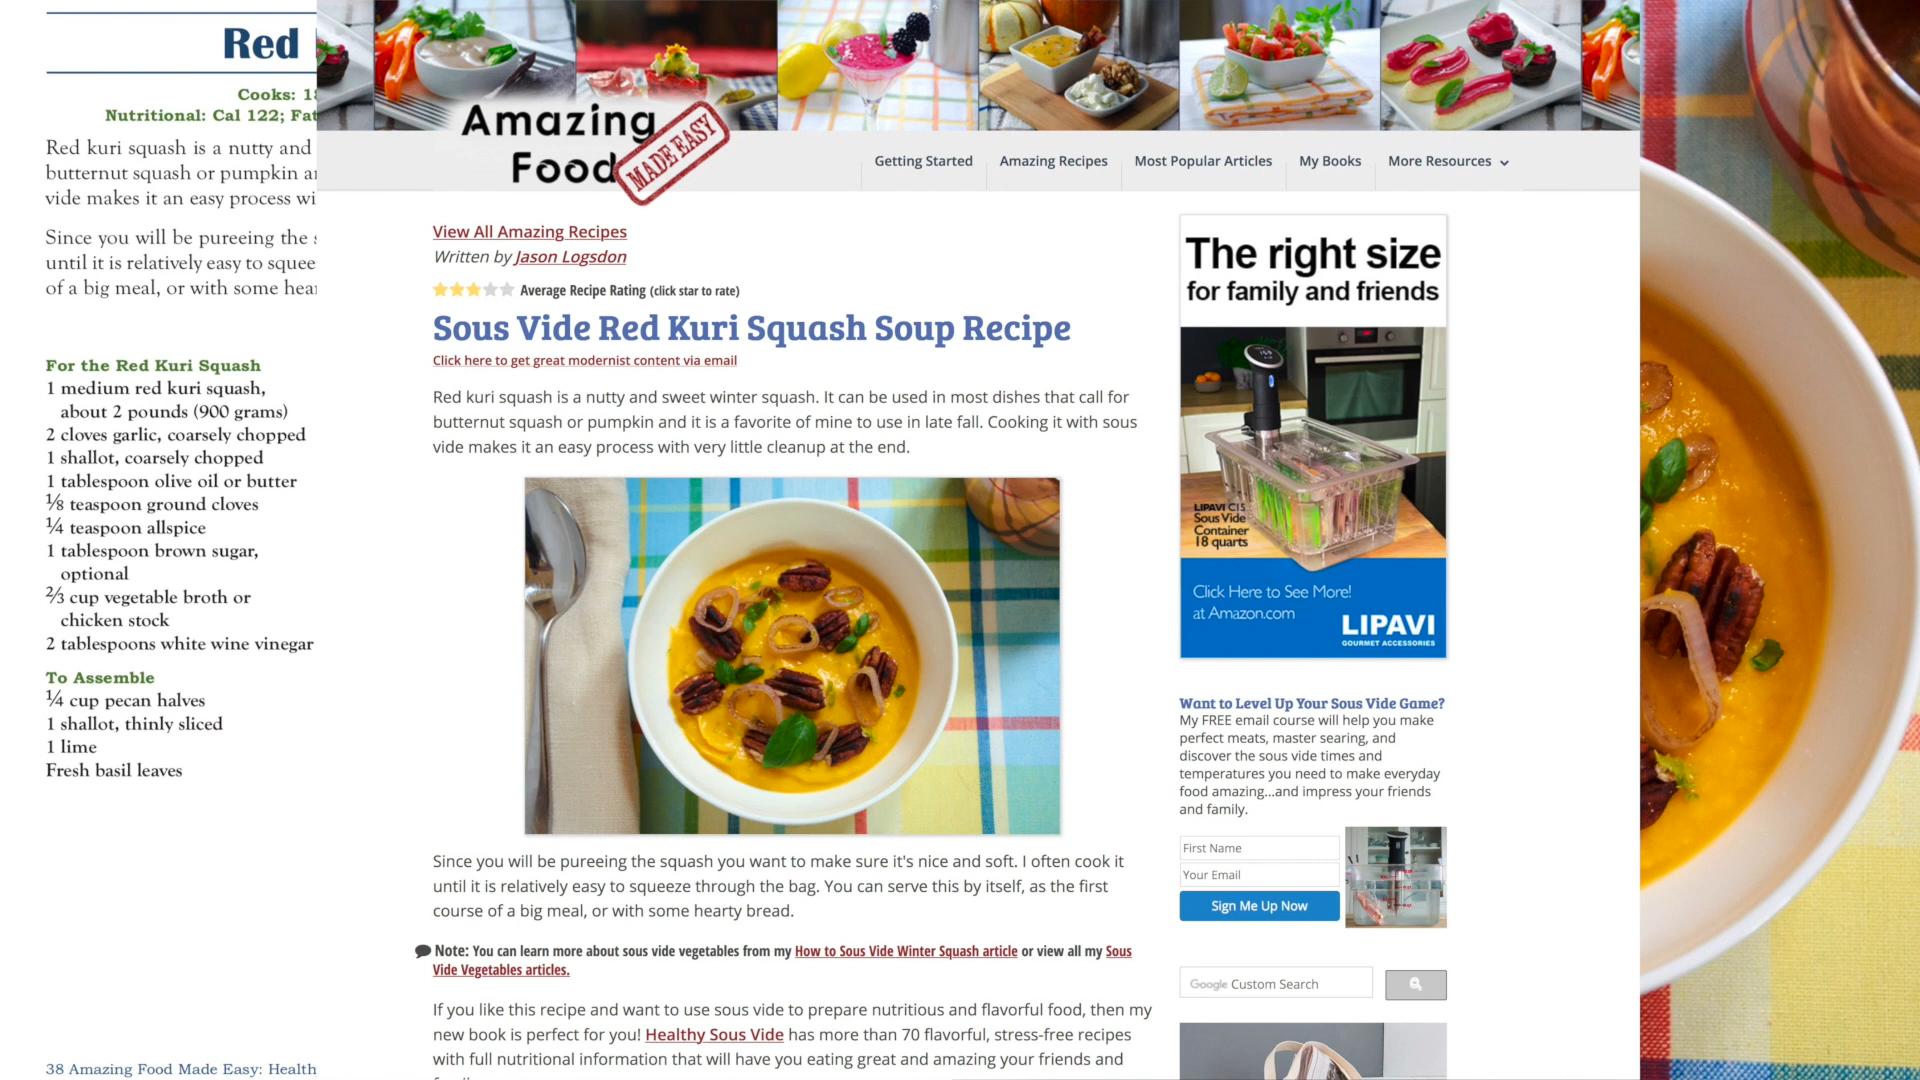 Red
Cooks: 18
Nutritional: Cal 122; Fat
Red kuri squash is a nutty and
butternut squash or pumpkin
vide makes it an easy process
Since you will be pureeing the
until it is relatively easy to
of a big meal, or with some
For the Red Kuri Squash
1 medium red kuri squash,
about 2 pounds (900 grams)
2 cloves garlic, coarsely chopped
1 shallot, coarsely chopped
1 tablespoon olive oil or butter
⅛ teaspoon ground cloves
¼ teaspoon allspice
1 tablespoon brown sugar,
optional
⅔ cup vegetable broth or
chicken stock
2 tablespoons white wine vinegar
To Assemble
¼ cup pecan halves
1 shallot, thinly sliced
1 lime
Fresh basil leaves
38 Amazing Food Made Easy: Health
Amazing
Food
MADE EASY
Getting Started
Amazing Recipes
Most Popular Articles
My Books
More Resources
View All Amazing Recipes
Written by Jason Logsdon
Average Recipe Rating (click star to rate)
Sous Vide Red Kuri Squash Soup Recipe
Click here to get great modernist content via email
Red kuri squash is a nutty and sweet winter squash. It can be used in most dishes that call for
butternut squash or pumpkin and it is a favorite of mine to use in late fall. Cooking it with sous
vide makes it an easy process with very little cleanup at the end.
Since you will be pureeing the squash you want to make sure it's nice and soft. I often cook it
until it is relatively easy to squeeze through the bag. You can serve this by itself, as the first
course of a big meal, or with some hearty bread.
Note: You can learn more about sous vide vegetables from my How to Sous Vide Winter Squash article or view all my Sous
Vide Vegetables articles.
If you like this recipe and want to use sous vide to prepare nutritious and flavorful food, then my
new book is perfect for you! Healthy Sous Vide has more than 70 flavorful, stress-free recipes
with full nutritional information that will have you eating great and amazing your friends and
The right size
for family and friends
LIPAVI C15
Sous Vide
Container
18 quarts
Click Here to See More!
at Amazon.com
LIPAVI
GOURMET ACCESSORIES
Want to Level Up Your Sous Vide Game?
My FREE email course will help you make
perfect meats, master searing, and
discover the sous vide times and
temperatures you need to make everyday
food amazing...and impress your friends
and family.
First Name
Your Email
Sign Me Up Now
Google Custom Search